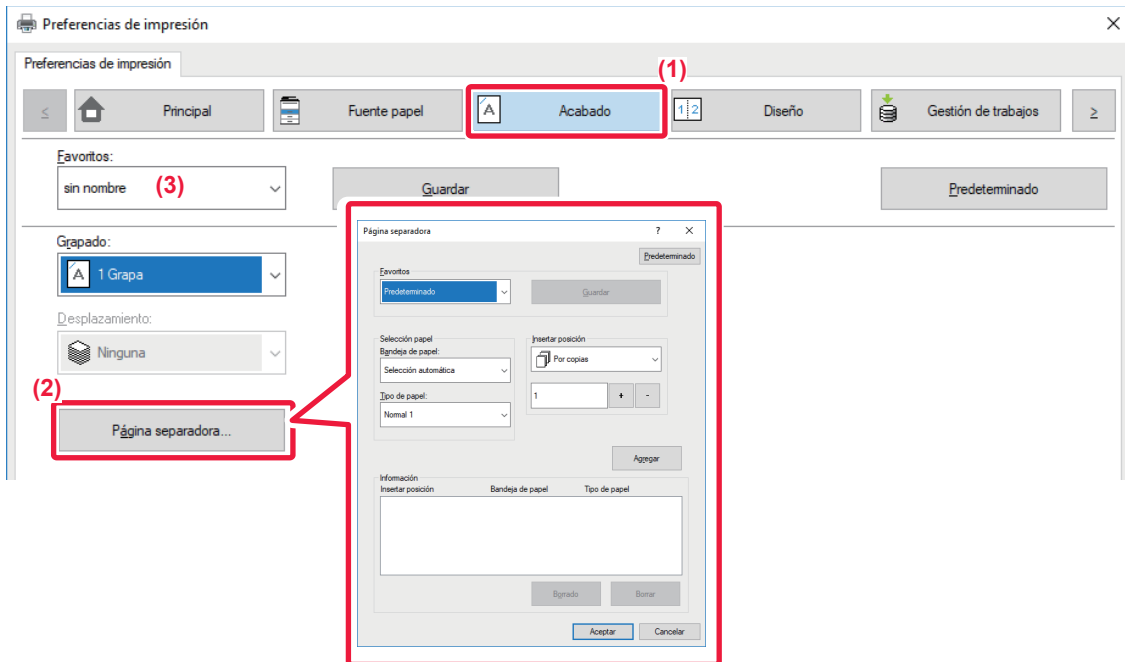 Preferencias de impresión
Preferencias de impresión
(1)
≤ Principal Fuente papel A Acabado 1 2 Diseño Gestión de trabajos ≥
Favoritos:
sin nombre (3) Guardar Predeterminado
Grapado:
A 1 Grapa
Desplazamiento:
Ninguna
(2)
Página separadora...
Página separadora ? ×
Predeterminado
Favoritos
Predeterminado Guardar
Selección papel
Bandeja de papel:
Selección automática
Tipo de papel:
Normal 1
Insertar posición
Por copias
1 + -
Agregar
Información
Insertar posición Bandeja de papel Tipo de papel
Borrado Borrar
Aceptar Cancelar